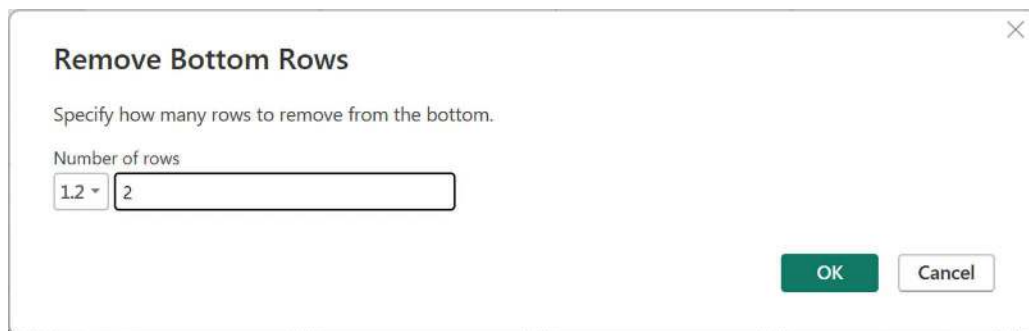 Remove Bottom Rows
Specify how many rows to remove from the bottom.
Number of rows
1.2 2
OK Cancel